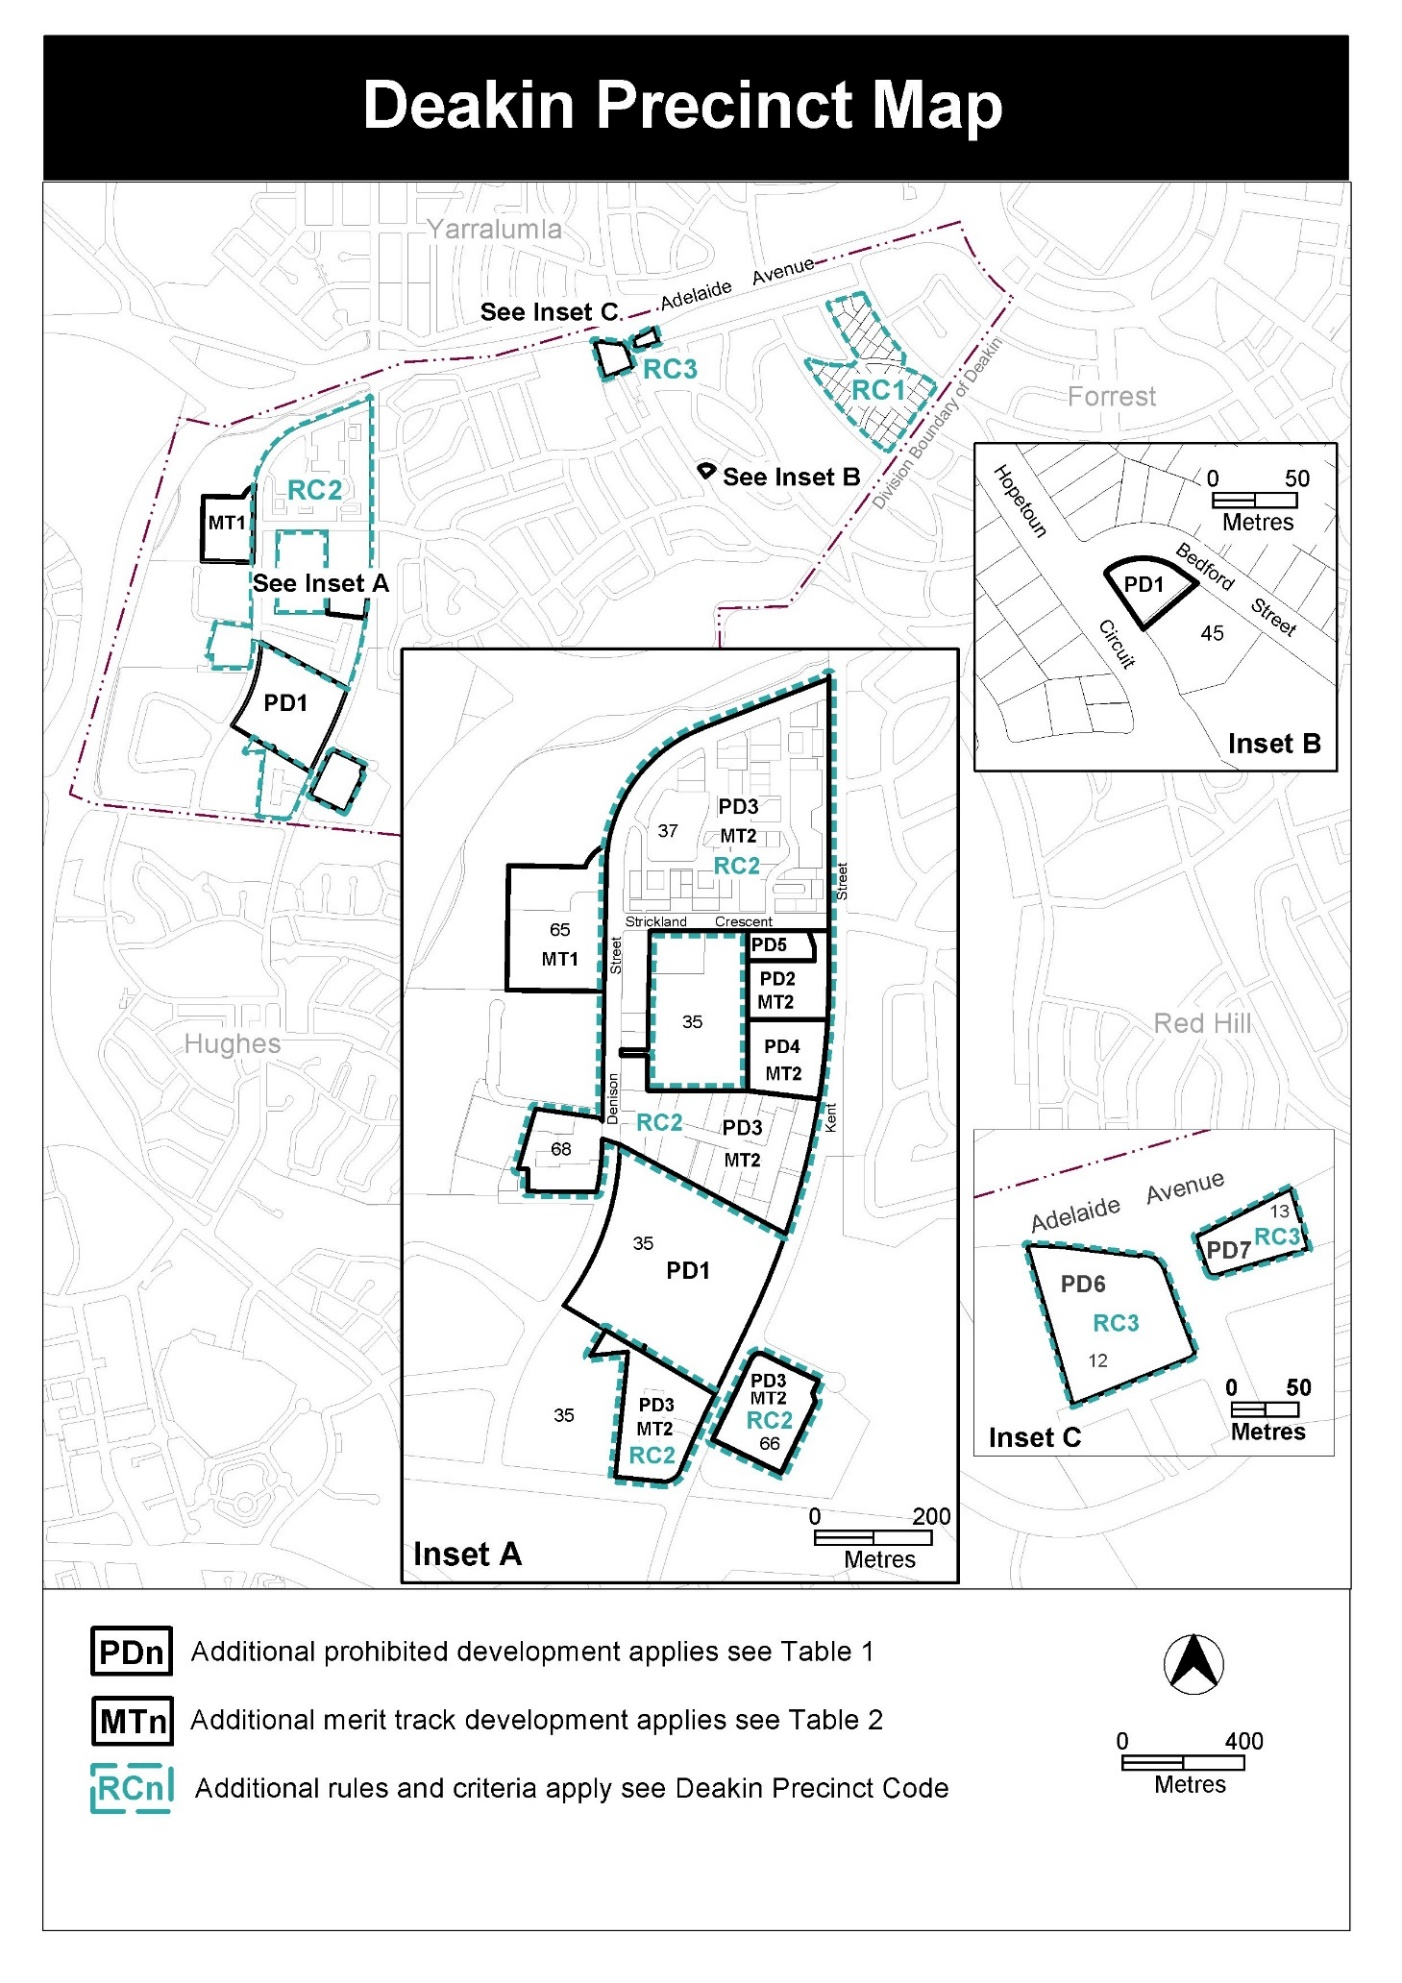 Deakin Precinct Map
Yarralumla
See Inset C
Adelaide Avenue
RC3
RC1
Division Boundary of Deakin
Forrest
See Inset B
RC2
MT1
See Inset A
PD1
Hughes
Red Hill
0 50
Metres
Hopetoun
Circuit
Bedford
Street
PD1
45
Inset B
37
PD3
MT2
RC2
Street
Strickland Crescent
65
MT1
Street
PD5
PD2
MT2
35
PD4
MT2
Denison
RC2
PD3
MT2
Kent
68
35
PD1
35
PD3
MT2
RC2
PD3
MT2
RC2
66
0 200
Metres
Inset A
Adelaide Avenue
13
RC3
PD7
PD6
RC3
12
0 50
Metres
Inset C
PDn Additional prohibited development applies see Table 1
MTn Additional merit track development applies see Table 2
RCn Additional rules and criteria apply see Deakin Precinct Code
0 400
Metres